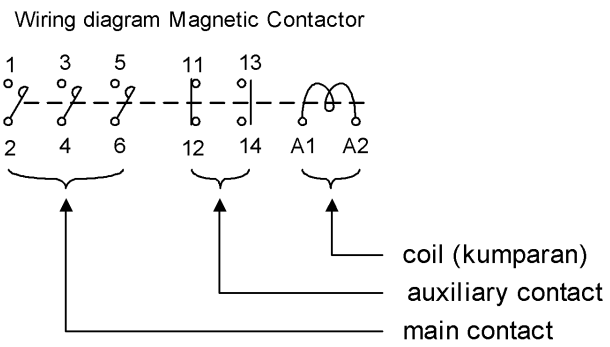 Wiring diagram Magnetic Contactor
1 3 5 11 13
2 4 6 12 14 A1 A2
coil (kumparan)
auxiliary contact
main contact